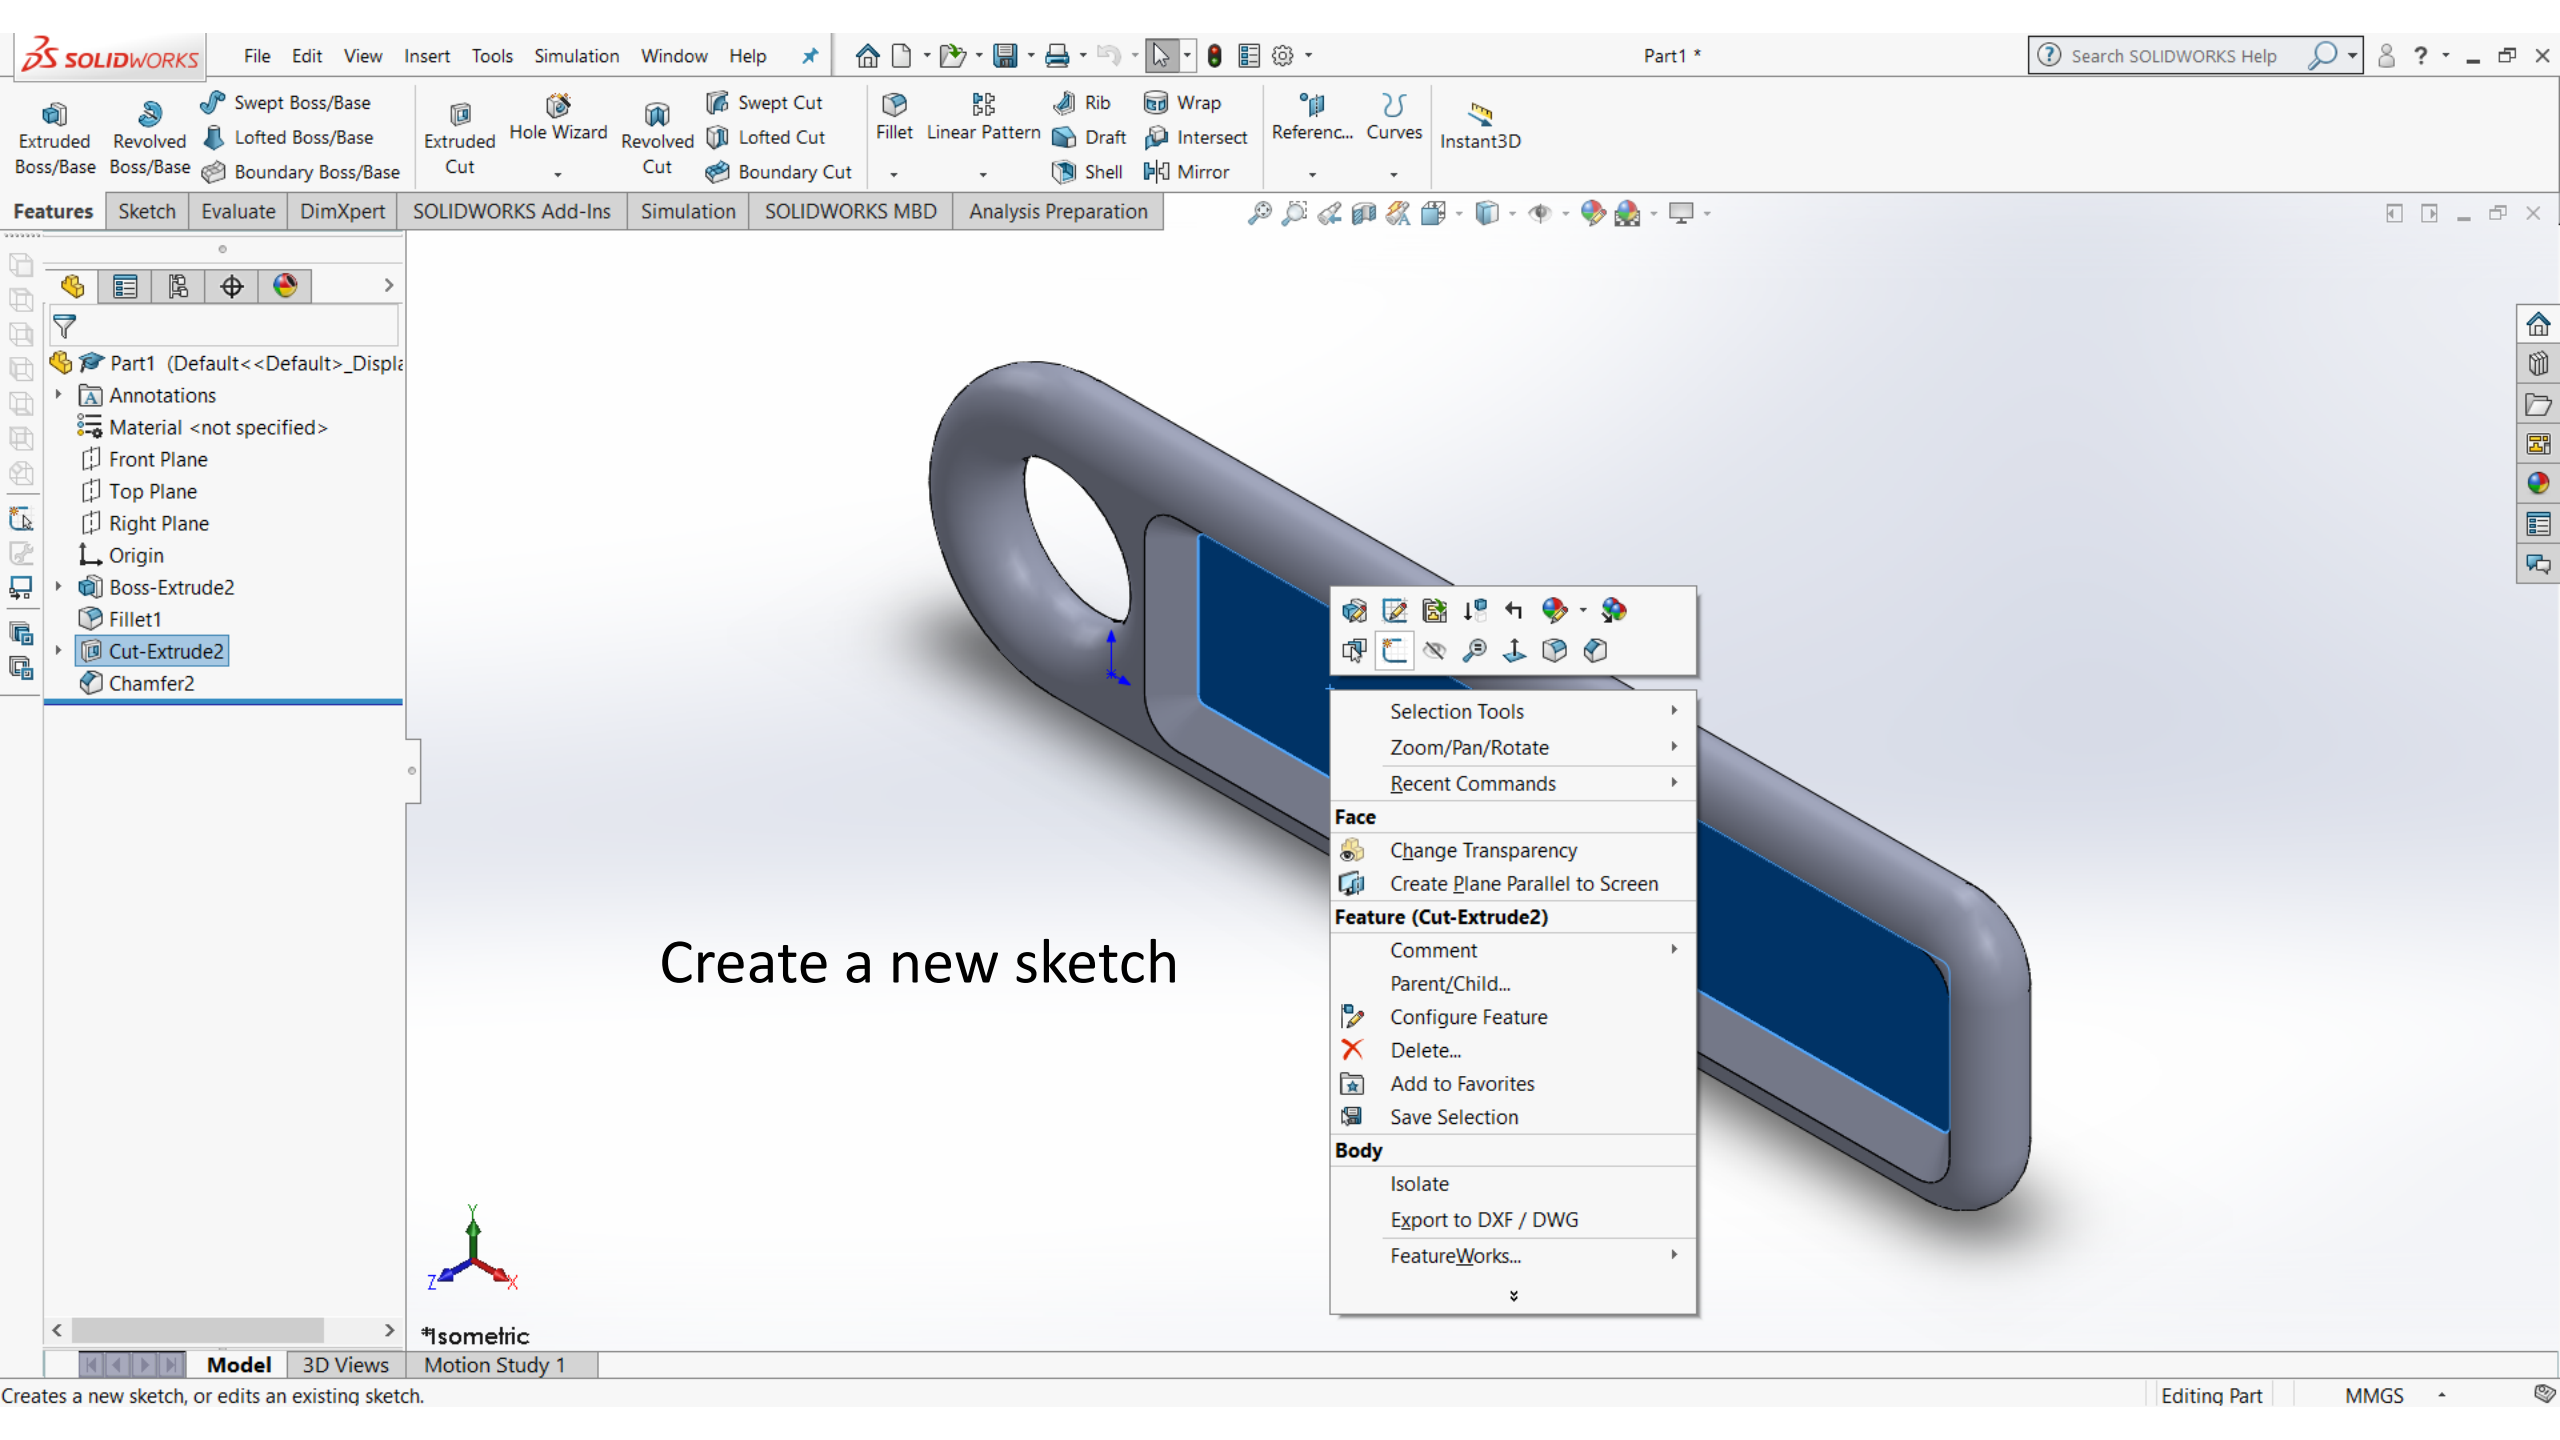 SOLIDWORKS
File Edit View Insert Tools Simulation Window Help
Part1 *
Search SOLIDWORKS Help
Extruded Boss/Base
Revolved Boss/Base
Swept Boss/Base
Lofted Boss/Base
Boundary Boss/Base
Extruded Cut
Hole Wizard
Revolved Cut
Swept Cut
Lofted Cut
Boundary Cut
Fillet
Linear Pattern
Rib
Draft
Shell
Wrap
Intersect
Mirror
Referenc...
Curves
Instant3D
Features Sketch Evaluate DimXpert SOLIDWORKS Add-Ins Simulation SOLIDWORKS MBD Analysis Preparation
Part1 (Default<<Default>_Displa
Annotations
Material <not specified>
Front Plane
Top Plane
Right Plane
Origin
Boss-Extrude2
Fillet1
Cut-Extrude2
Chamfer2
Selection Tools
Zoom/Pan/Rotate
Recent Commands
Face
Change Transparency
Create Plane Parallel to Screen
Feature (Cut-Extrude2)
Comment
Parent/Child...
Configure Feature
Delete...
Add to Favorites
Save Selection
Body
Isolate
Export to DXF / DWG
FeatureWorks...
Create a new sketch
Y
Z X
*Isometric
Model 3D Views Motion Study 1
Creates a new sketch, or edits an existing sketch.
Editing Part MMGS